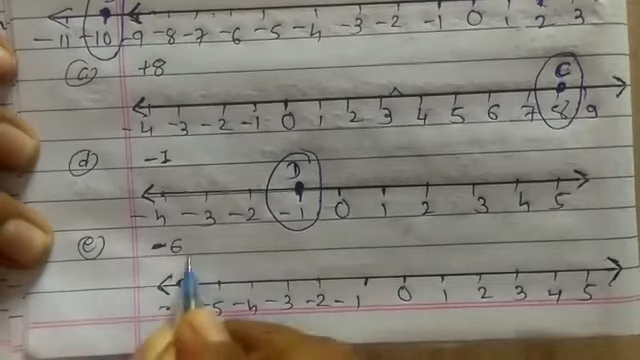 -11 -10 -9 -8 -7 -6 -5 -4 -3 -2 -1 0 1 2 3
(c) +8
C
-4 -3 -2 -1 0 1 2 3 4 5 6 7 8 9
(d) -1
D
-4 -3 -2 -1 0 1 2 3 4 5
(e) -6
-5 -4 -3 -2 -1 0 1 2 3 4 5